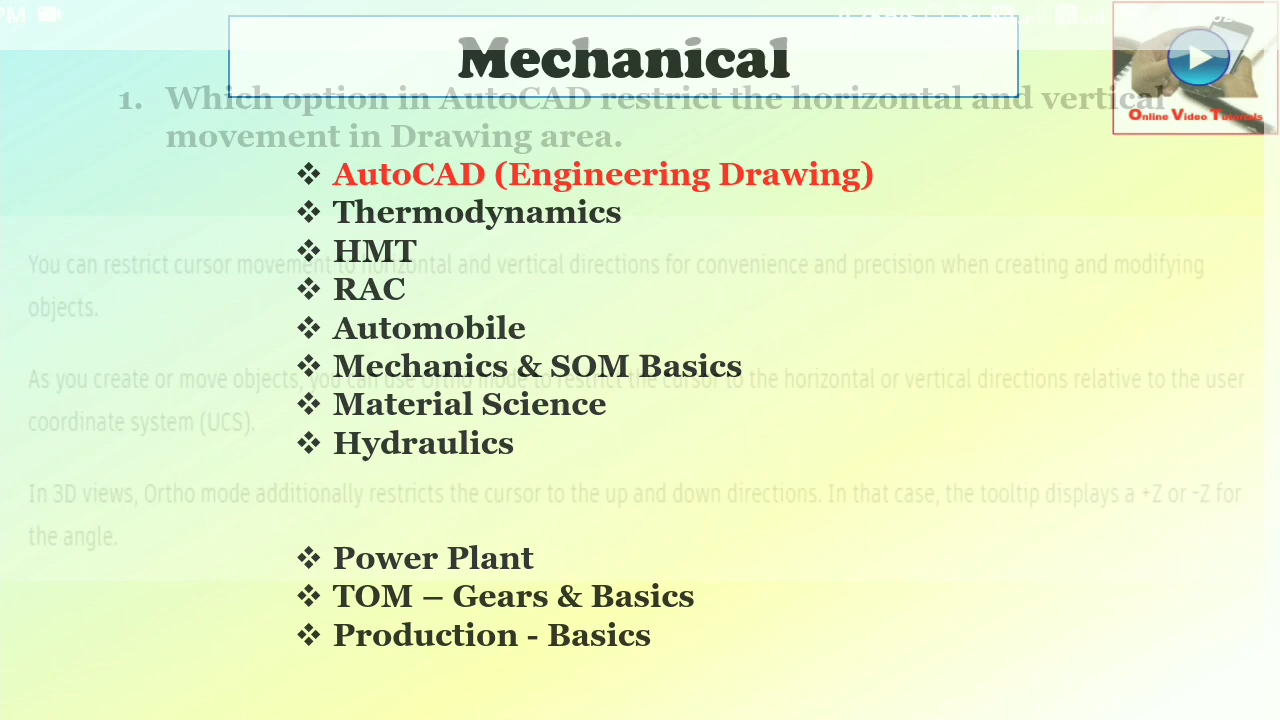 PM
Mechanical
1. Which option in AutoCAD restrict the horizontal and vertical
movement in Drawing area.
Online Video Tutorials
❖ AutoCAD (Engineering Drawing)
❖ Thermodynamics
❖ HMT
You can restrict cursor movement to horizontal and vertical directions for convenience and precision when creating and modifying
❖ RAC
objects.
❖ Automobile
❖ Mechanics & SOM Basics
As you create or move objects, you can use Ortho mode to restrict the cursor to the horizontal or vertical directions relative to the user
❖ Material Science
coordinate system (UCS).
❖ Hydraulics
In 3D views, Ortho mode additionally restricts the cursor to the up and down directions. In that case, the tooltip displays a +Z or -Z for
the angle.
❖ Power Plant
❖ TOM – Gears & Basics
❖ Production - Basics